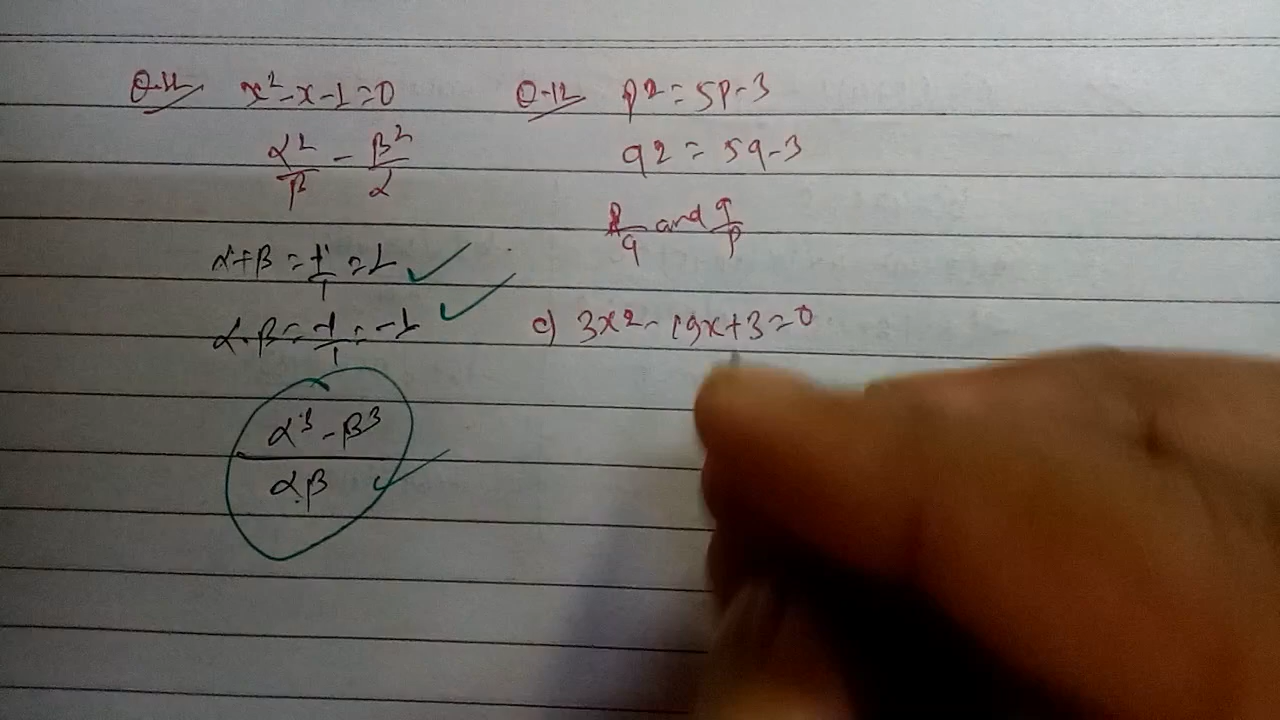 Q-11 x²-x-1=0
α²/β - β²/α
α+β = 1/1 = 1
α·β = -1/1 = -1
α³-β³
α.β
Q-12 p2 = 5p-3
q2 = 5q-3
p/q and q/p
c) 3x2-19x+3=0